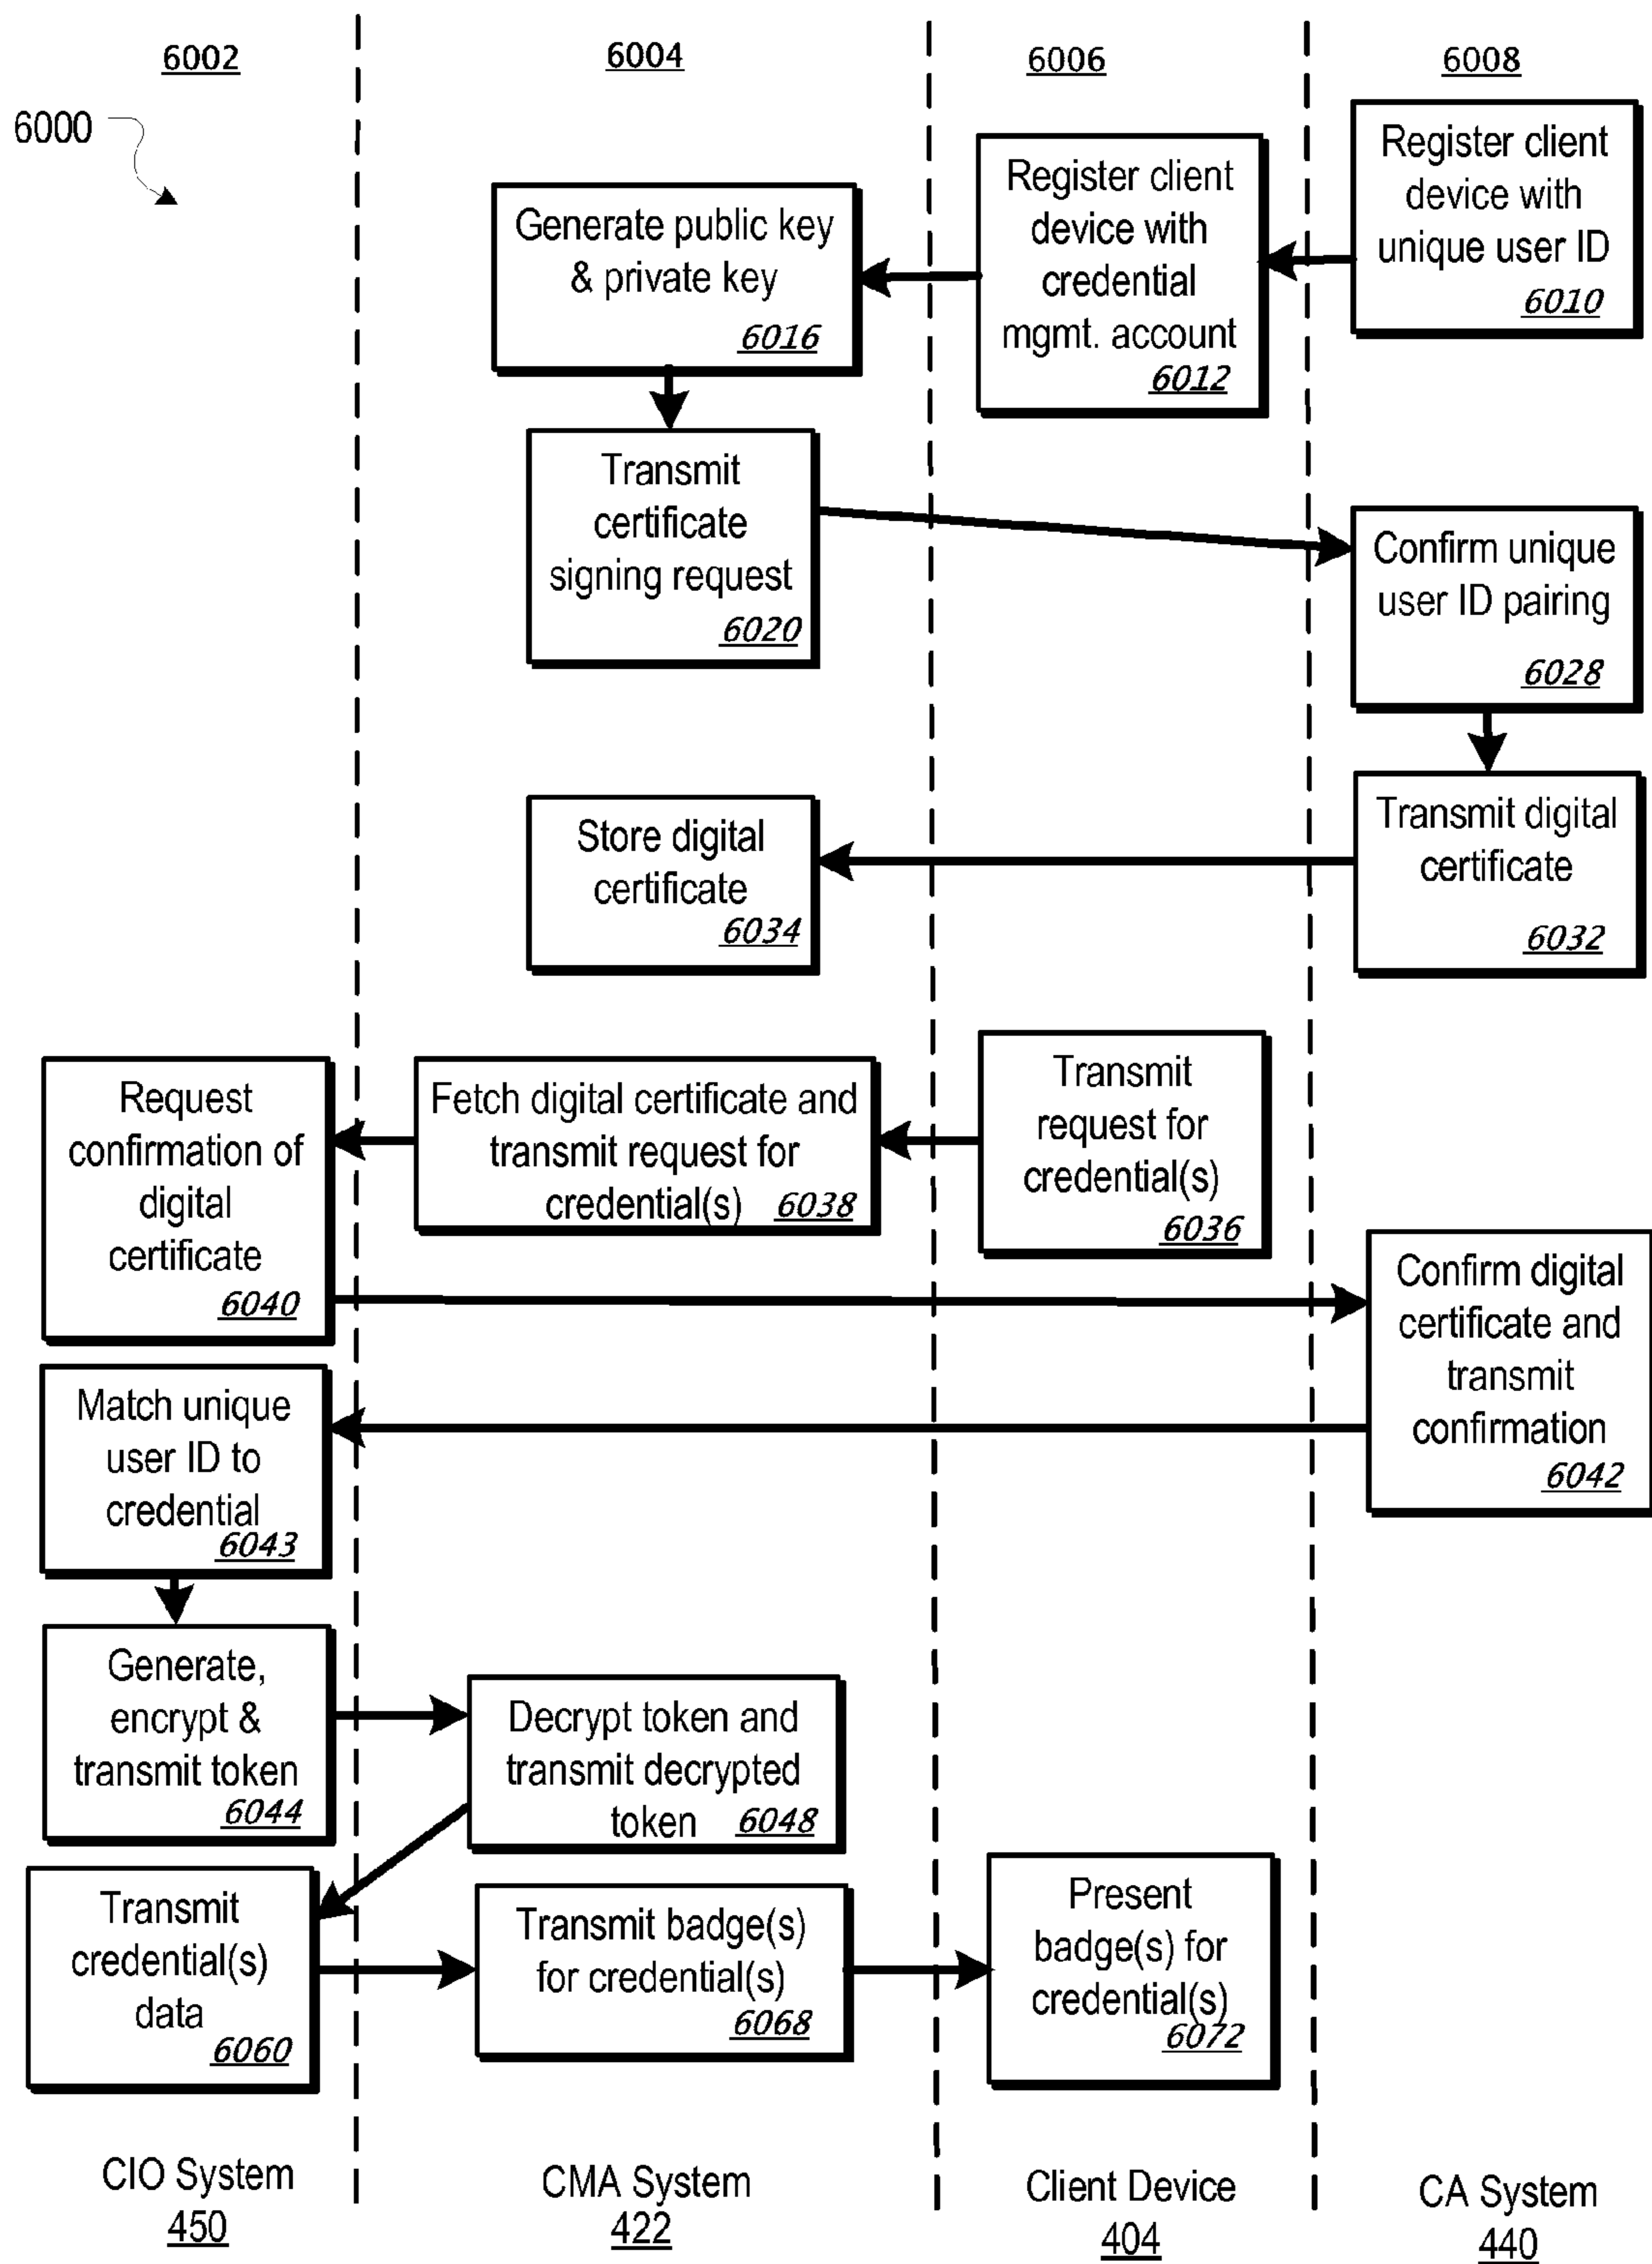 6002
6004
6006
6008
6000
Register client
device with
unique user ID
6010
Register client
device with
credential
mgmt. account
6012
Generate public key
& private key
6016
Transmit
certificate
signing request
6020
Confirm unique
user ID pairing
6028
Transmit digital
certificate
6032
Store digital
certificate
6034
Transmit
request for
credential(s)
6036
Fetch digital certificate and
transmit request for
credential(s) 6038
Request
confirmation of
digital
certificate
6040
Confirm digital
certificate and
transmit
confirmation
6042
Match unique
user ID to
credential
6043
Generate,
encrypt &
transmit token
6044
Decrypt token and
transmit decrypted
token 6048
Transmit
credential(s)
data
6060
Transmit badge(s)
for credential(s)
6068
Present
badge(s) for
credential(s)
6072
CIO System
450
CMA System
422
Client Device
404
CA System
440